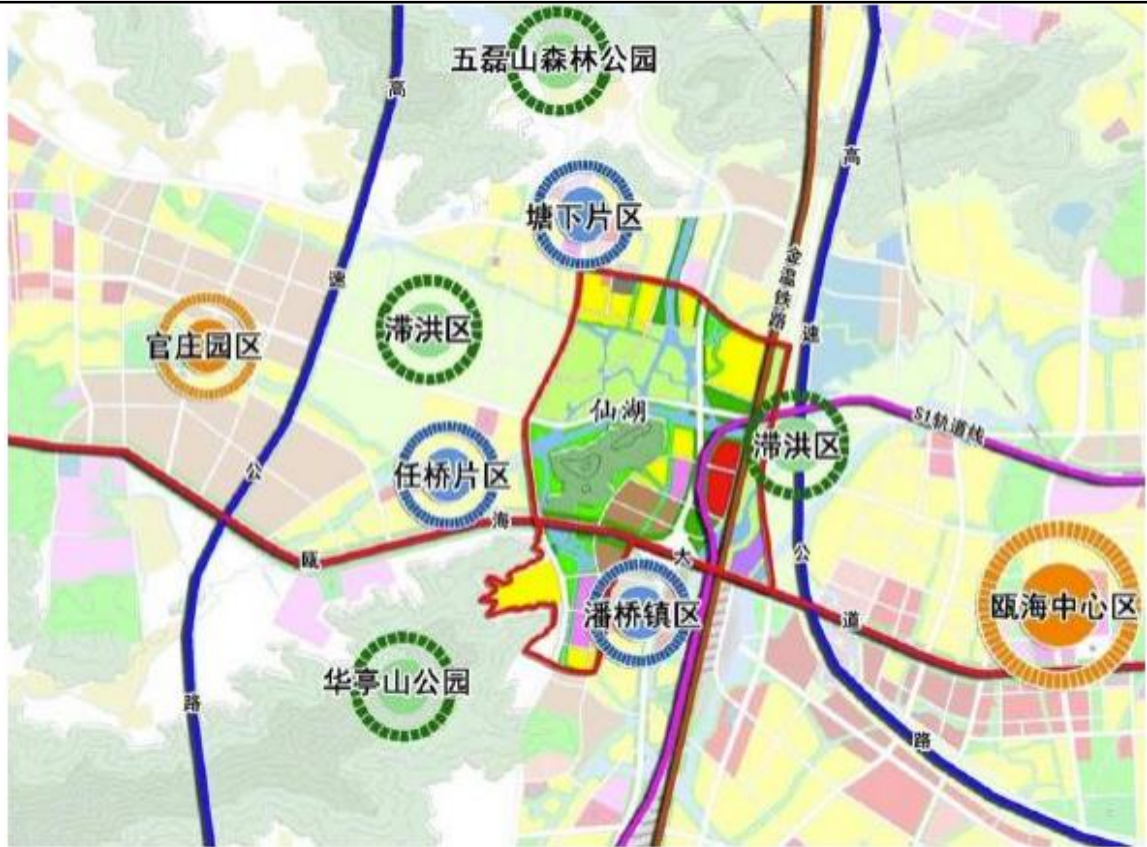 五磊山森林公园
高
塘下片区
高
速
金温铁路
官庄园区
滞洪区
速
仙湖
S1轨道线
滞洪区
任桥片区
公
海
瓯
大
公
潘桥镇区
道
瓯海中心区
华亭山公园
路
路